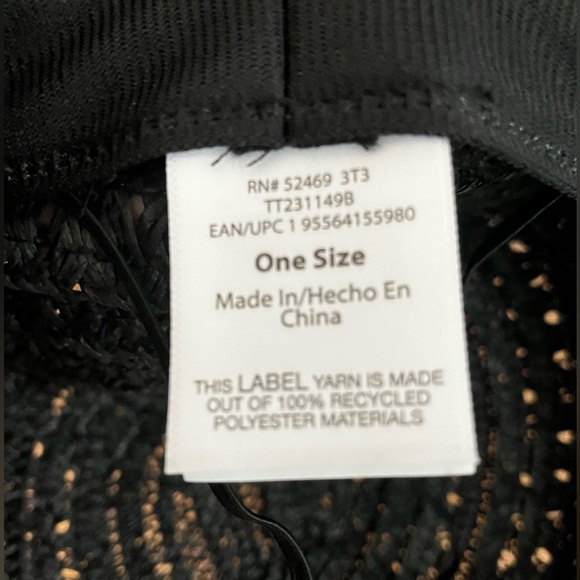 RN# 52469 3T3
TT231149B
EAN/UPC 1 95564155980
One Size
Made In/Hecho En
China
THIS LABEL YARN IS MADE
OUT OF 100% RECYCLED
POLYESTER MATERIALS